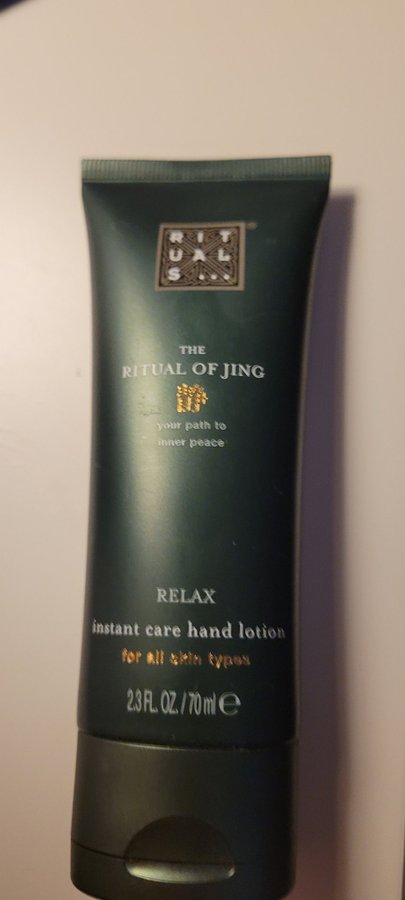 RIT
UAL
S...
THE
RITUAL OF JING
your path to
inner peace
RELAX
instant care hand lotion
for all skin types
2.3 FL. OZ. / 70 ml ℮